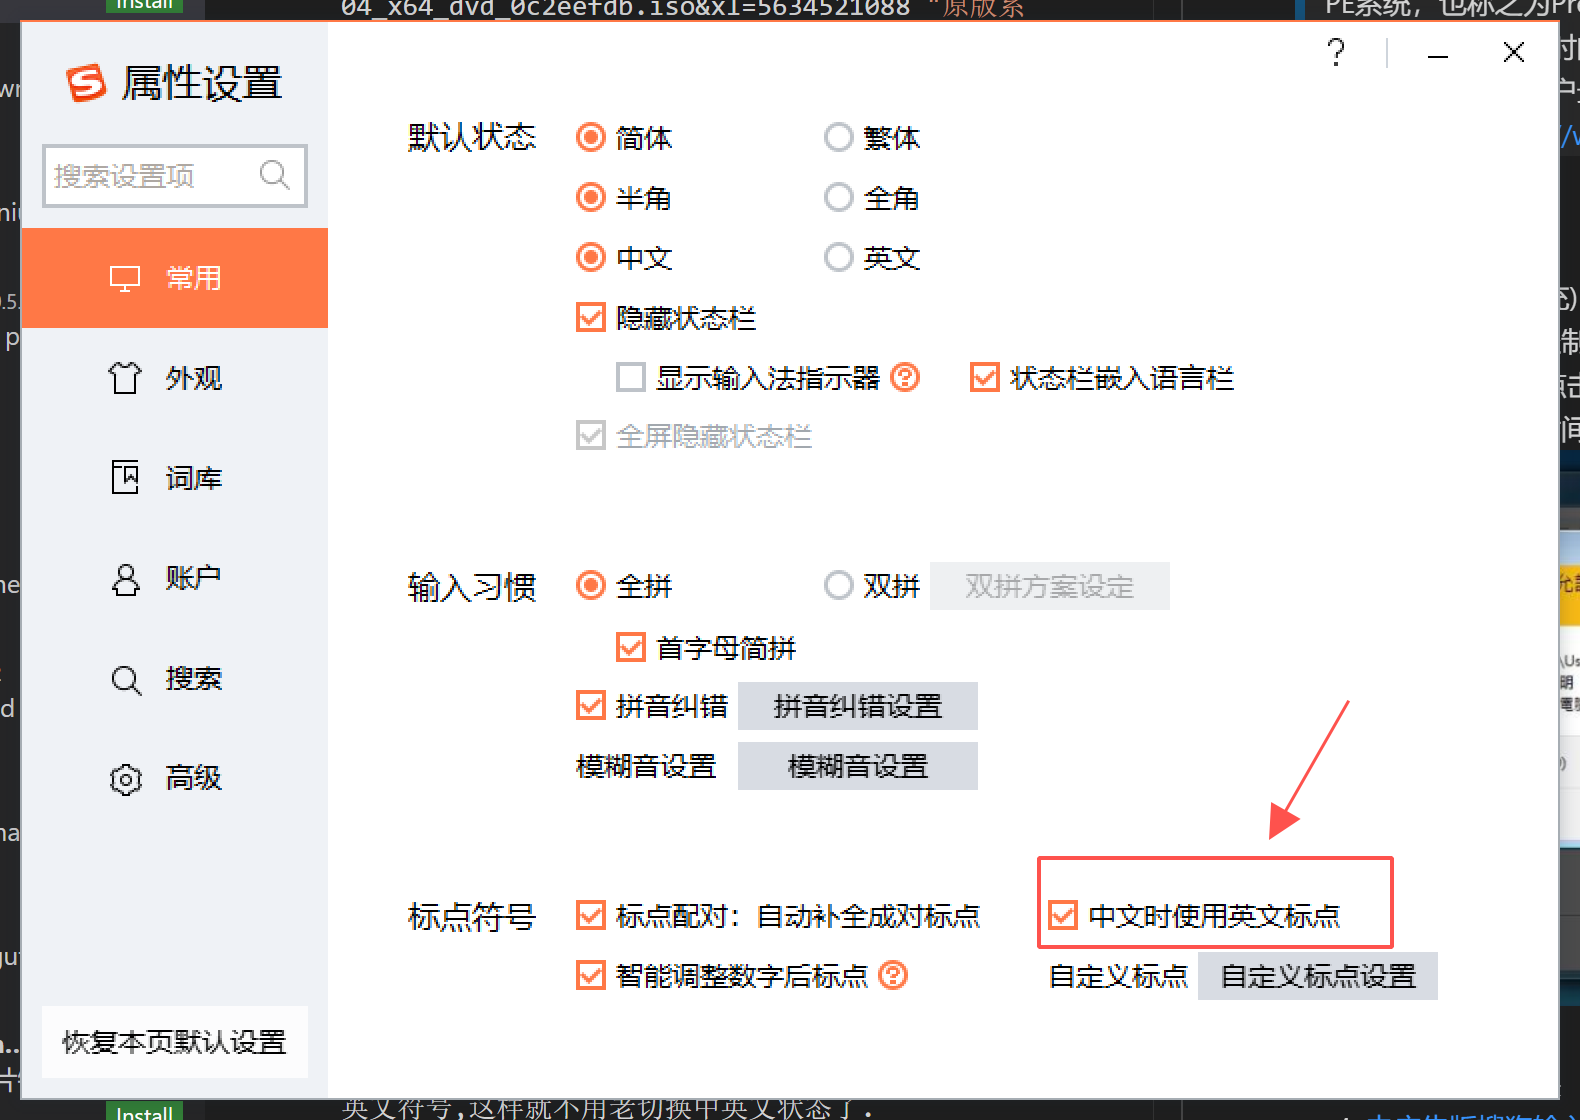 Install
04_x64_dvd_0c2eefdb.iso&xl=5634521088 "原版系
PE系统，也称之为Pre
属性设置
搜索设置项
常用
外观
词库
账户
搜索
高级
恢复本页默认设置
默认状态
简体 繁体
半角 全角
中文 英文
隐藏状态栏
显示输入法指示器 状态栏嵌入语言栏
全屏隐藏状态栏
输入习惯 全拼 双拼 双拼方案设定
首字母简拼
拼音纠错 拼音纠错设置
模糊音设置 模糊音设置
标点符号 标点配对：自动补全成对标点 中文时使用英文标点
智能调整数字后标点 自定义标点 自定义标点设置
Install
英文符号,这样就不用老切换中英文状态了.